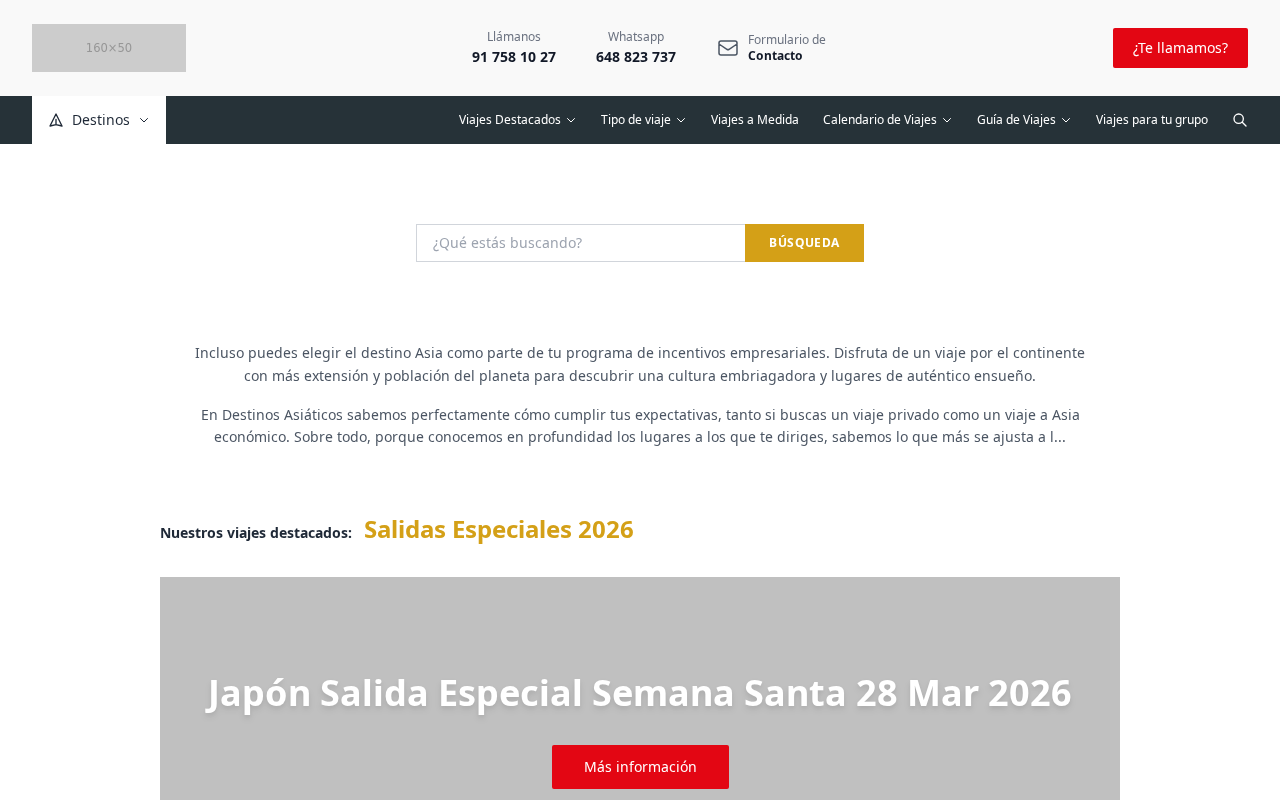 160×50
Llámanos
91 758 10 27
Whatsapp
648 823 737
Formulario de
Contacto
¿Te llamamos?
Destinos
Viajes Destacados
Tipo de viaje
Viajes a Medida
Calendario de Viajes
Guía de Viajes
Viajes para tu grupo
¿Qué estás buscando?
BÚSQUEDA
Incluso puedes elegir el destino Asia como parte de tu programa de incentivos empresariales. Disfruta de un viaje por el continente
con más extensión y población del planeta para descubrir una cultura embriagadora y lugares de auténtico ensueño.
En Destinos Asiáticos sabemos perfectamente cómo cumplir tus expectativas, tanto si buscas un viaje privado como un viaje a Asia
económico. Sobre todo, porque conocemos en profundidad los lugares a los que te diriges, sabemos lo que más se ajusta a l...
Nuestros viajes destacados: Salidas Especiales 2026
Japón Salida Especial Semana Santa 28 Mar 2026
Más información